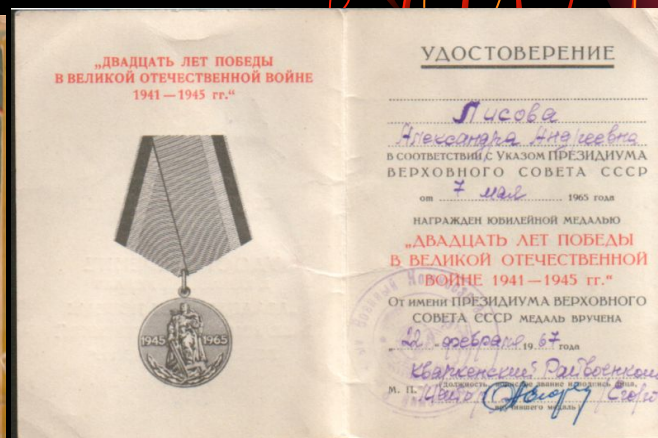 „ДВАДЦАТЬ ЛЕТ ПОБЕДЫ
В ВЕЛИКОЙ ОТЕЧЕСТВЕННОЙ ВОЙНЕ
1941—1945 гг.“
1945 1965
УДОСТОВЕРЕНИЕ
Лисова
Александра Андреевна
В СООТВЕТСТВИИ С УКАЗОМ ПРЕЗИДИУМА
ВЕРХОВНОГО СОВЕТА СССР
от 7 мая 1965 года
НАГРАЖДЕН ЮБИЛЕЙНОЙ МЕДАЛЬЮ
„ДВАДЦАТЬ ЛЕТ ПОБЕДЫ
В ВЕЛИКОЙ ОТЕЧЕСТВЕННОЙ
ВОЙНЕ 1941—1945 гг.“
От имени ПРЕЗИДИУМА ВЕРХОВНОГО
СОВЕТА СССР МЕДАЛЬ ВРУЧЕНА
„22 февраля 1967 года
Кваркенский Райвоенком
М. П.